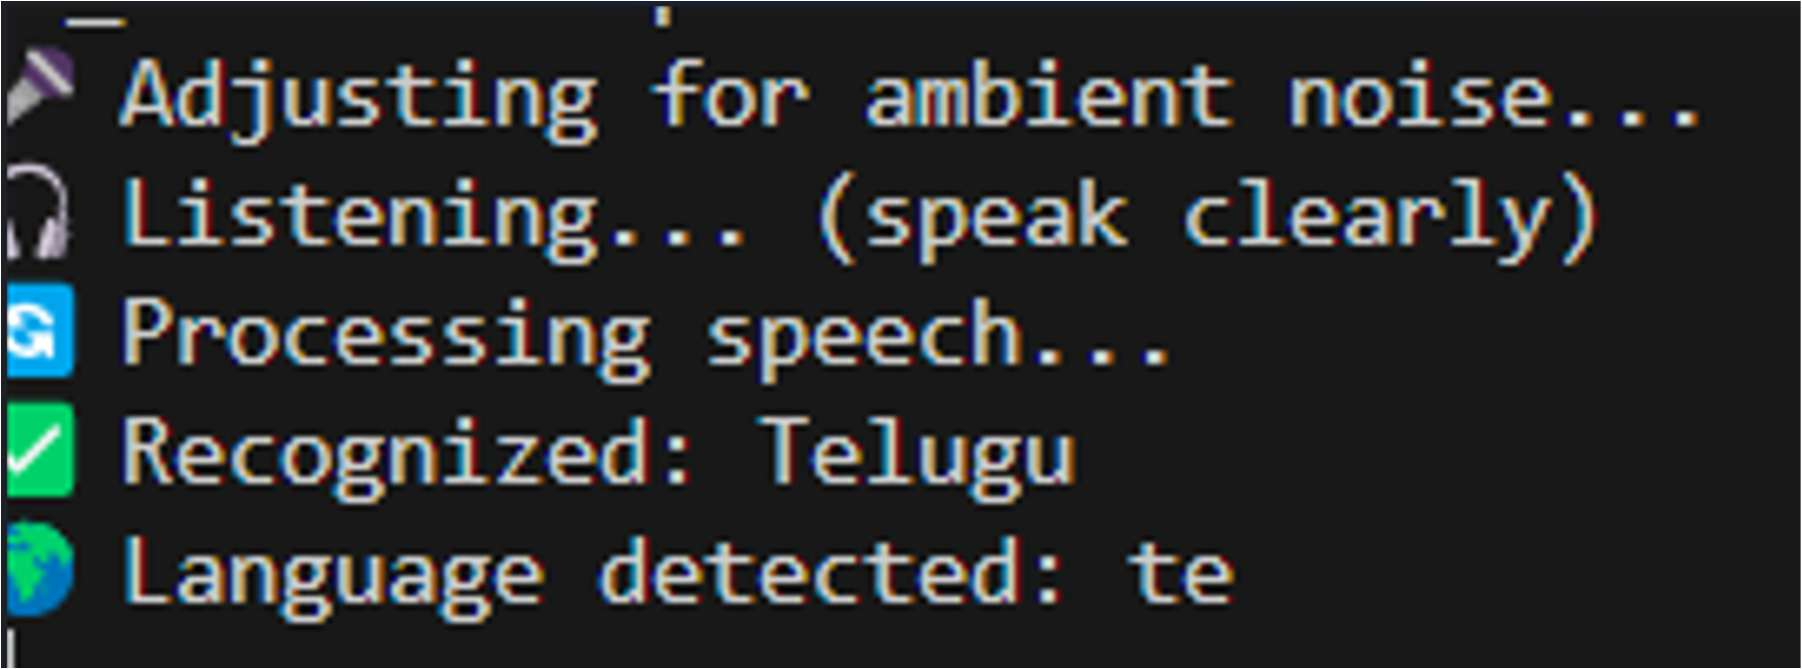 Adjusting for ambient noise...
Listening... (speak clearly)
Processing speech...
Recognized: Telugu
Language detected: te